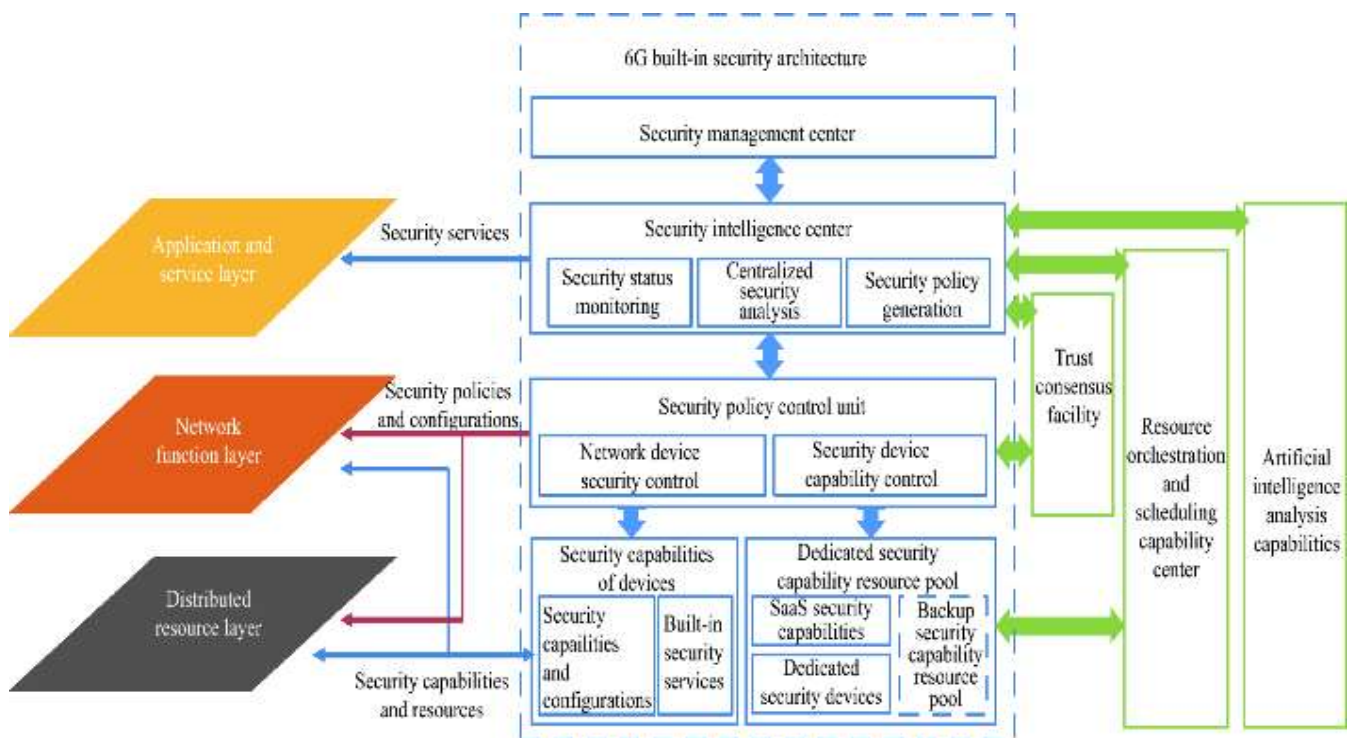 6G built-in security architecture
Security management center
Security intelligence center
Security status
monitoring
Centralized
security
analysis
Security policy
generation
Application and
service layer
Security services
Security policy control unit
Network device
security control
Security device
capability control
Network
function layer
Security policies
and configurations
Security capabilities
of devices
Security
capailities
and
configurations
Built-in
security
services
Dedicated security
capability resource pool
SaaS security
capabilities
Dedicated
security devices
Backup
security
capability
resource
pool
Distributed
resource layer
Security capabilities
and resources
Trust
consensus
facility
Resource
orchestration
and
scheduling
capability
center
Artificial
intelligence
analysis
capabilities